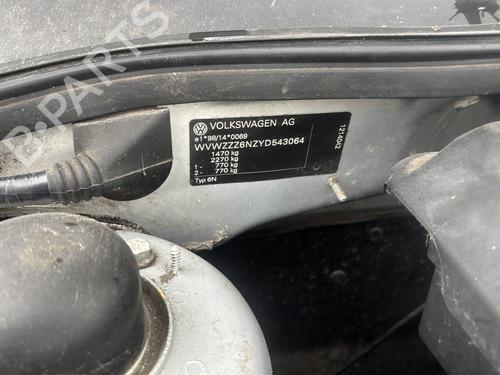 VOLKSWAGEN AG
e1*98/14*0069
WVWZZZ6NZYD543064
1470 kg
2270 kg
1- 770 kg
2- 770 kg
Typ 6N
1214042
B-PARTS